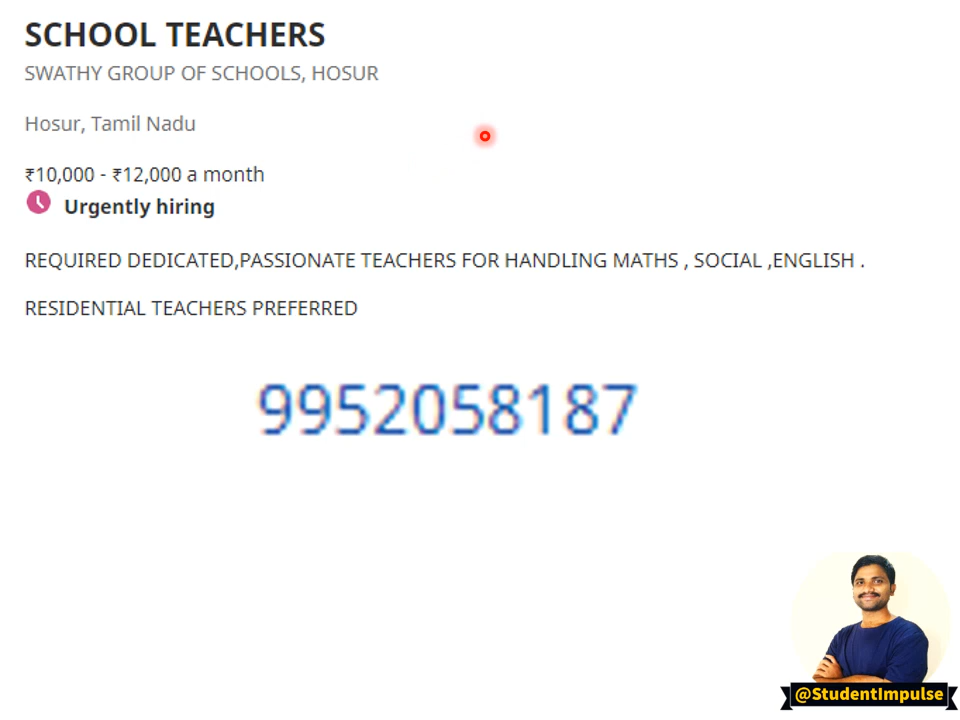 SCHOOL TEACHERS
SWATHY GROUP OF SCHOOLS, HOSUR
Hosur, Tamil Nadu
₹10,000 - ₹12,000 a month
Urgently hiring
REQUIRED DEDICATED,PASSIONATE TEACHERS FOR HANDLING MATHS , SOCIAL ,ENGLISH .
RESIDENTIAL TEACHERS PREFERRED
9952058187
@StudentImpulse